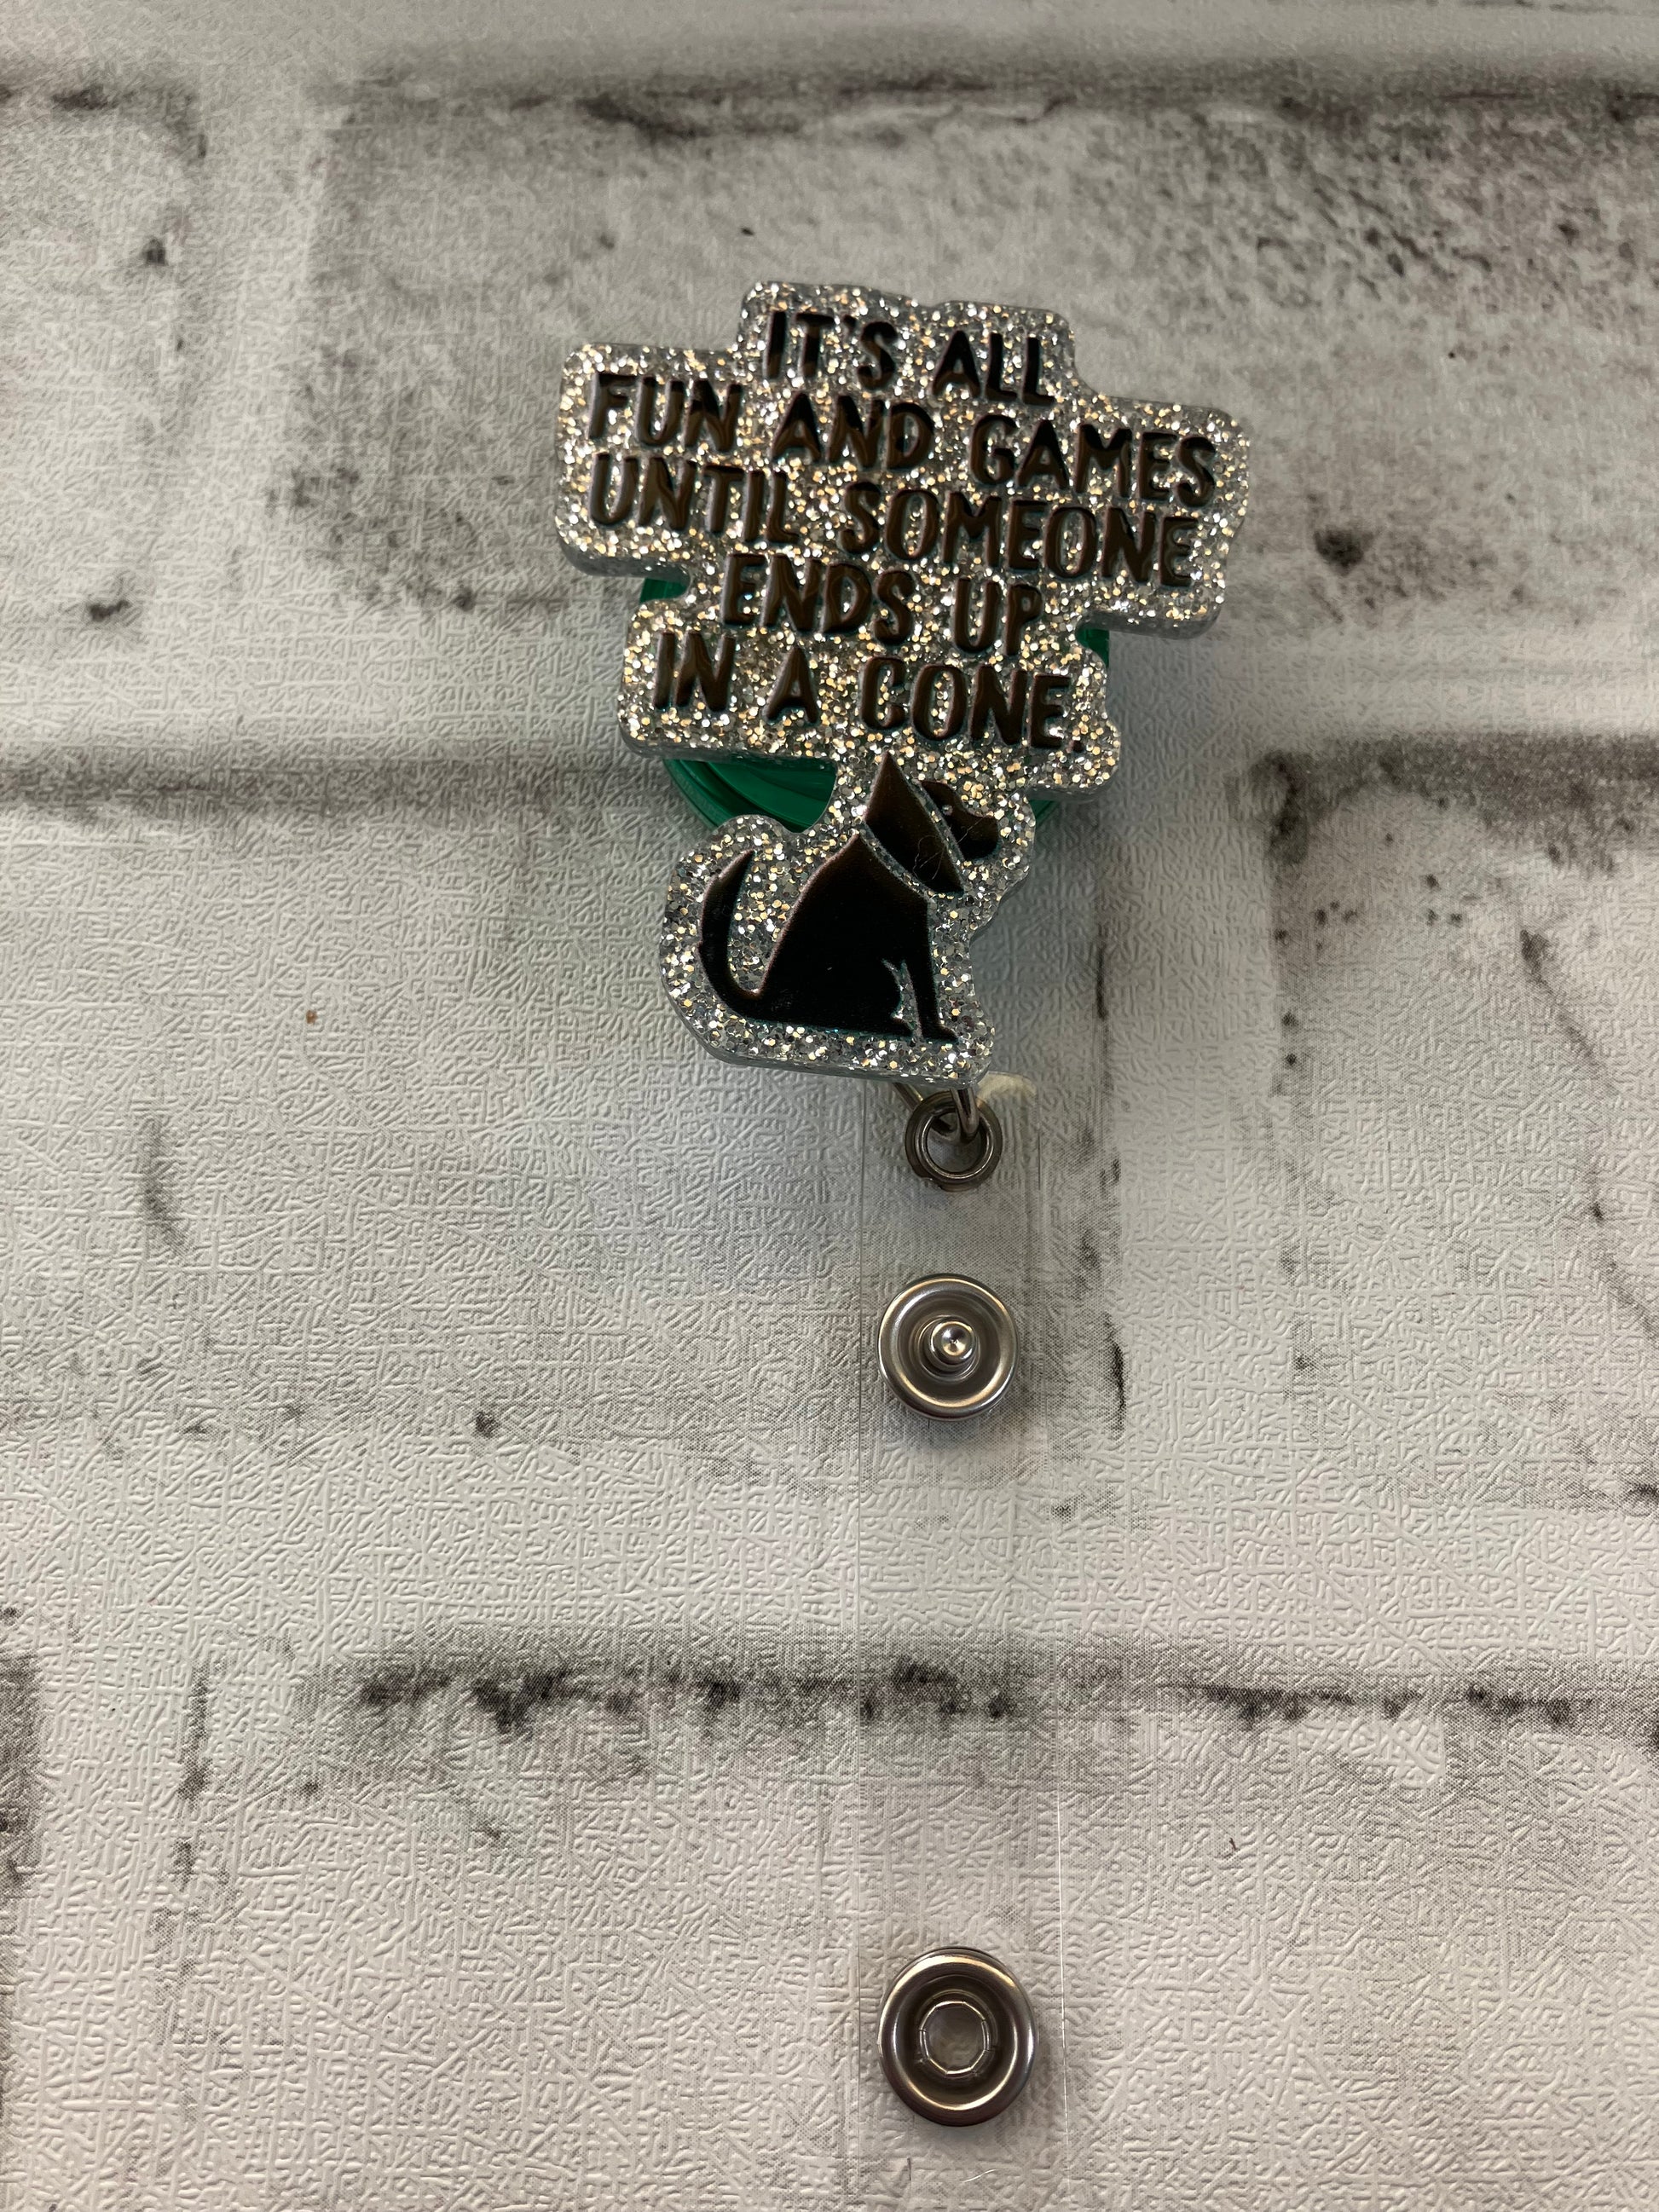 IT'S ALL
FUN AND GAMES
UNTIL SOMEONE
ENDS UP
IN A CONE.